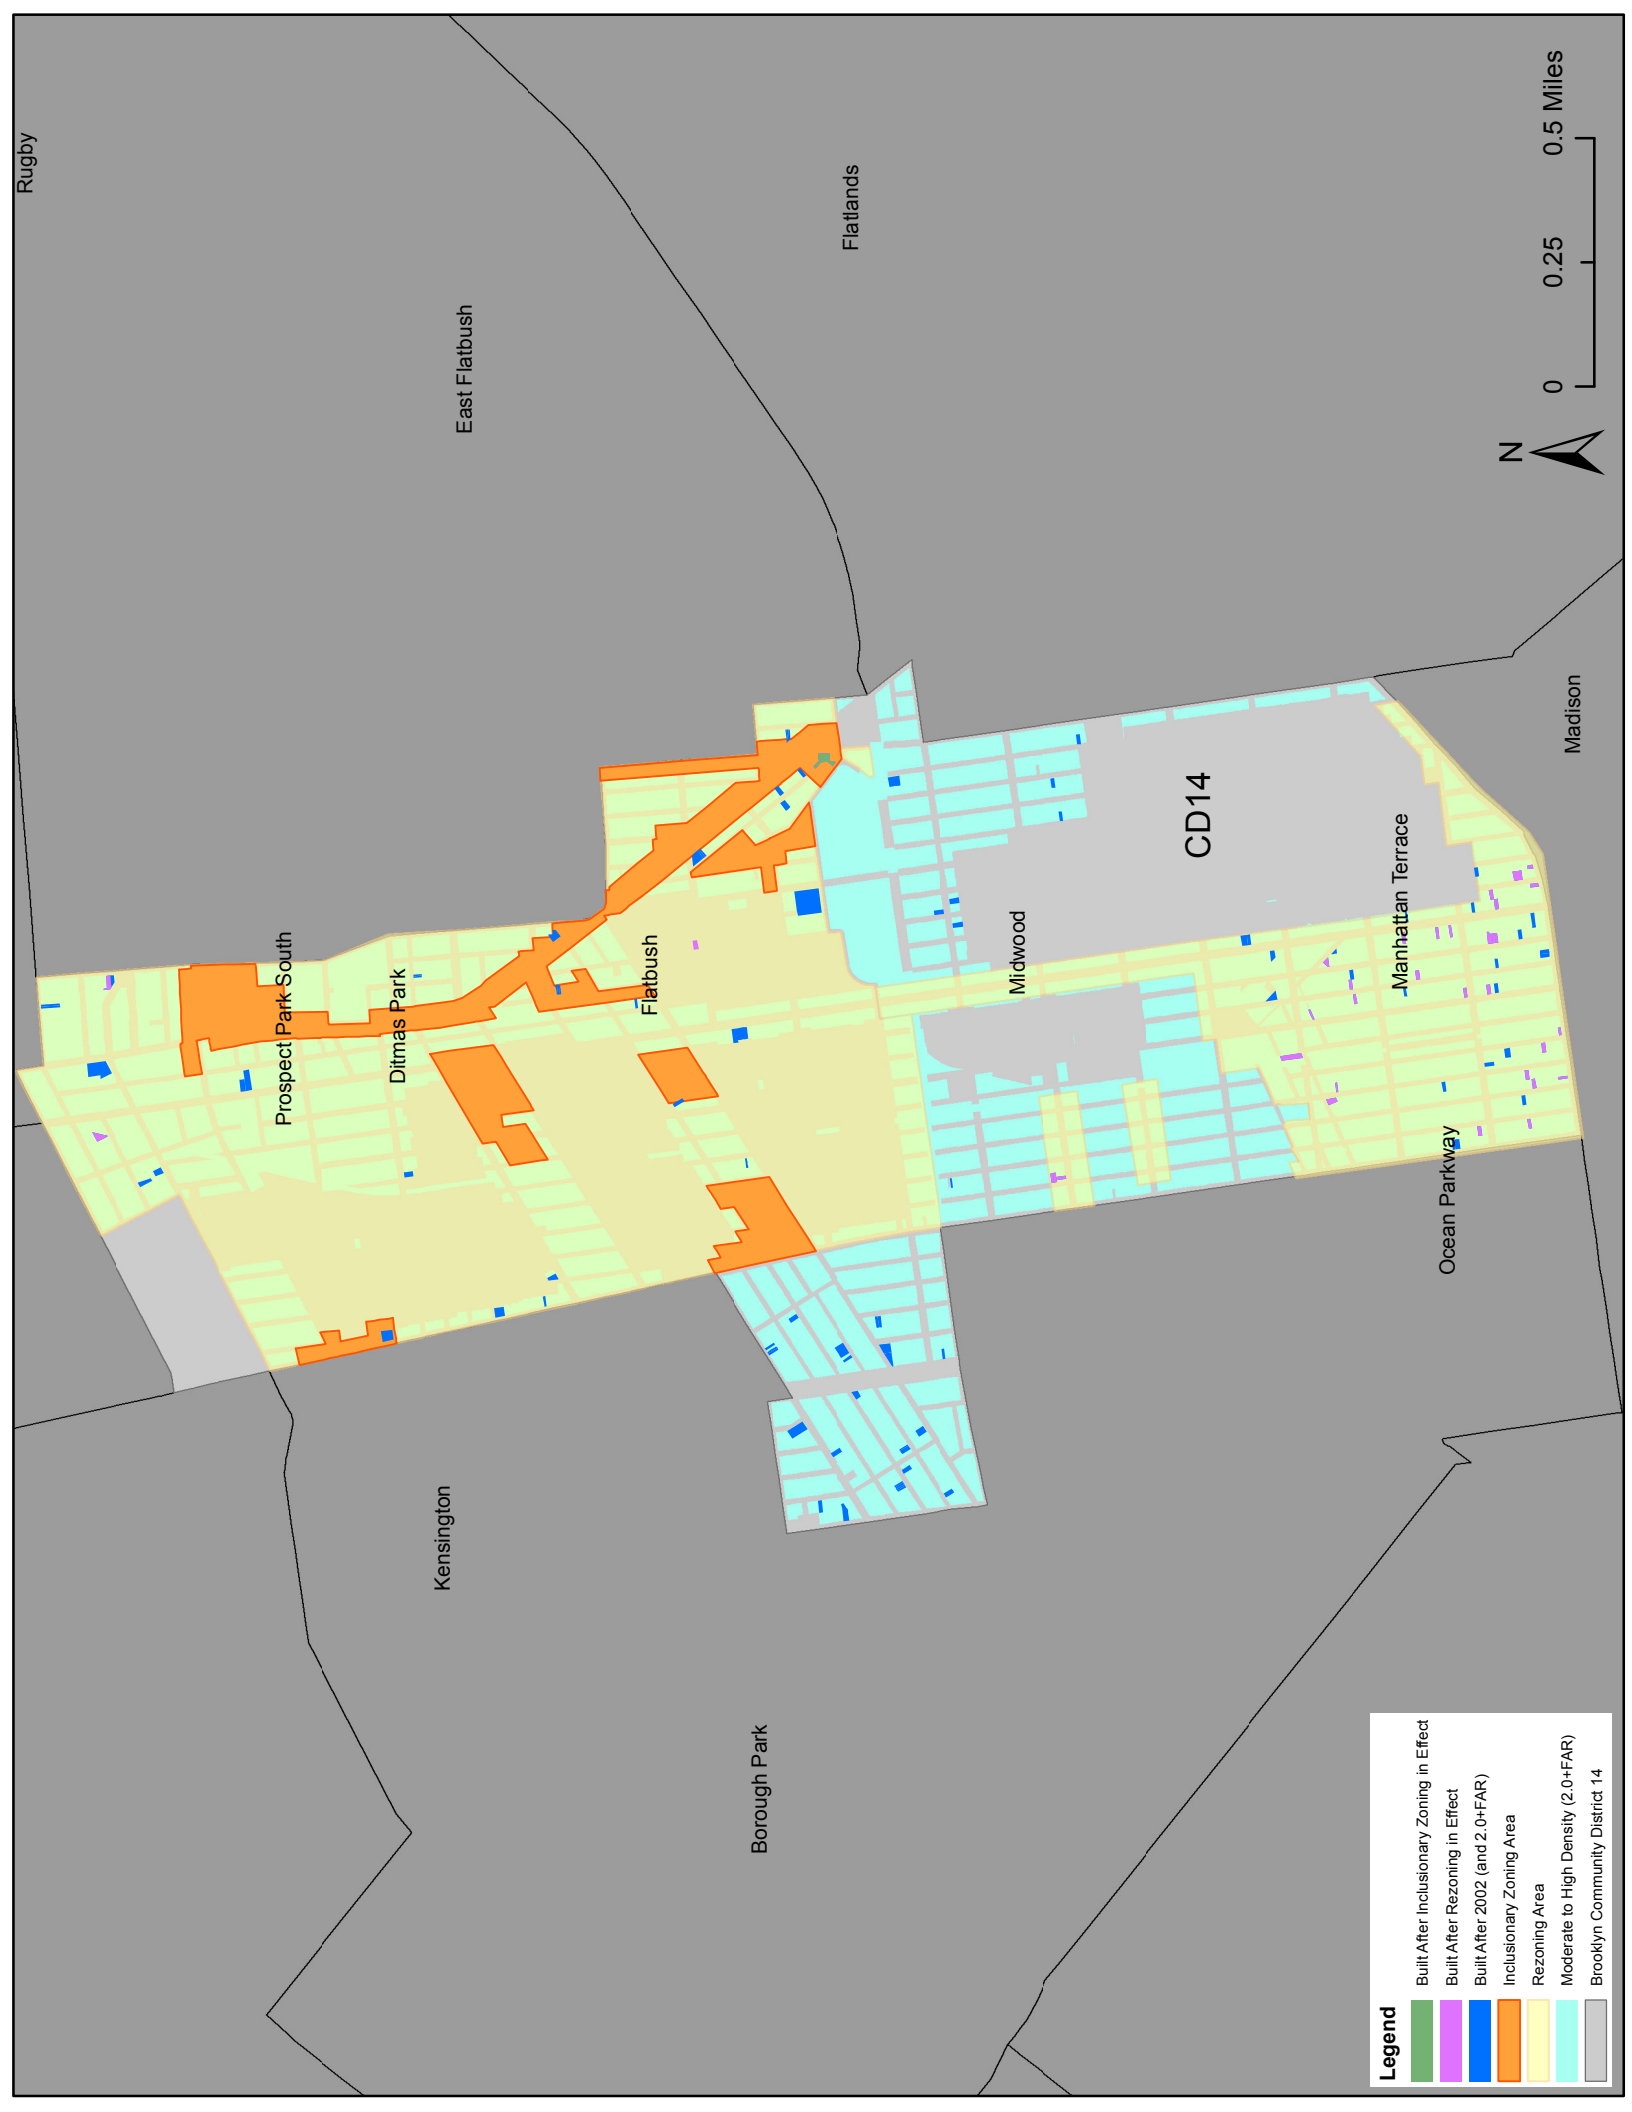 Rugby
East Flatbush
Flatlands
Prospect Park South
Ditmas Park
Flatbush
Kensington
Borough Park
Midwood
CD14
Manhattan Terrace
Ocean Parkway
Madison
N
0 0.25 0.5 Miles
Legend
Built After Inclusionary Zoning in Effect
Built After Rezoning in Effect
Built After 2002 (and 2.0+FAR)
Inclusionary Zoning Area
Rezoning Area
Moderate to High Density (2.0+FAR)
Brooklyn Community District 14